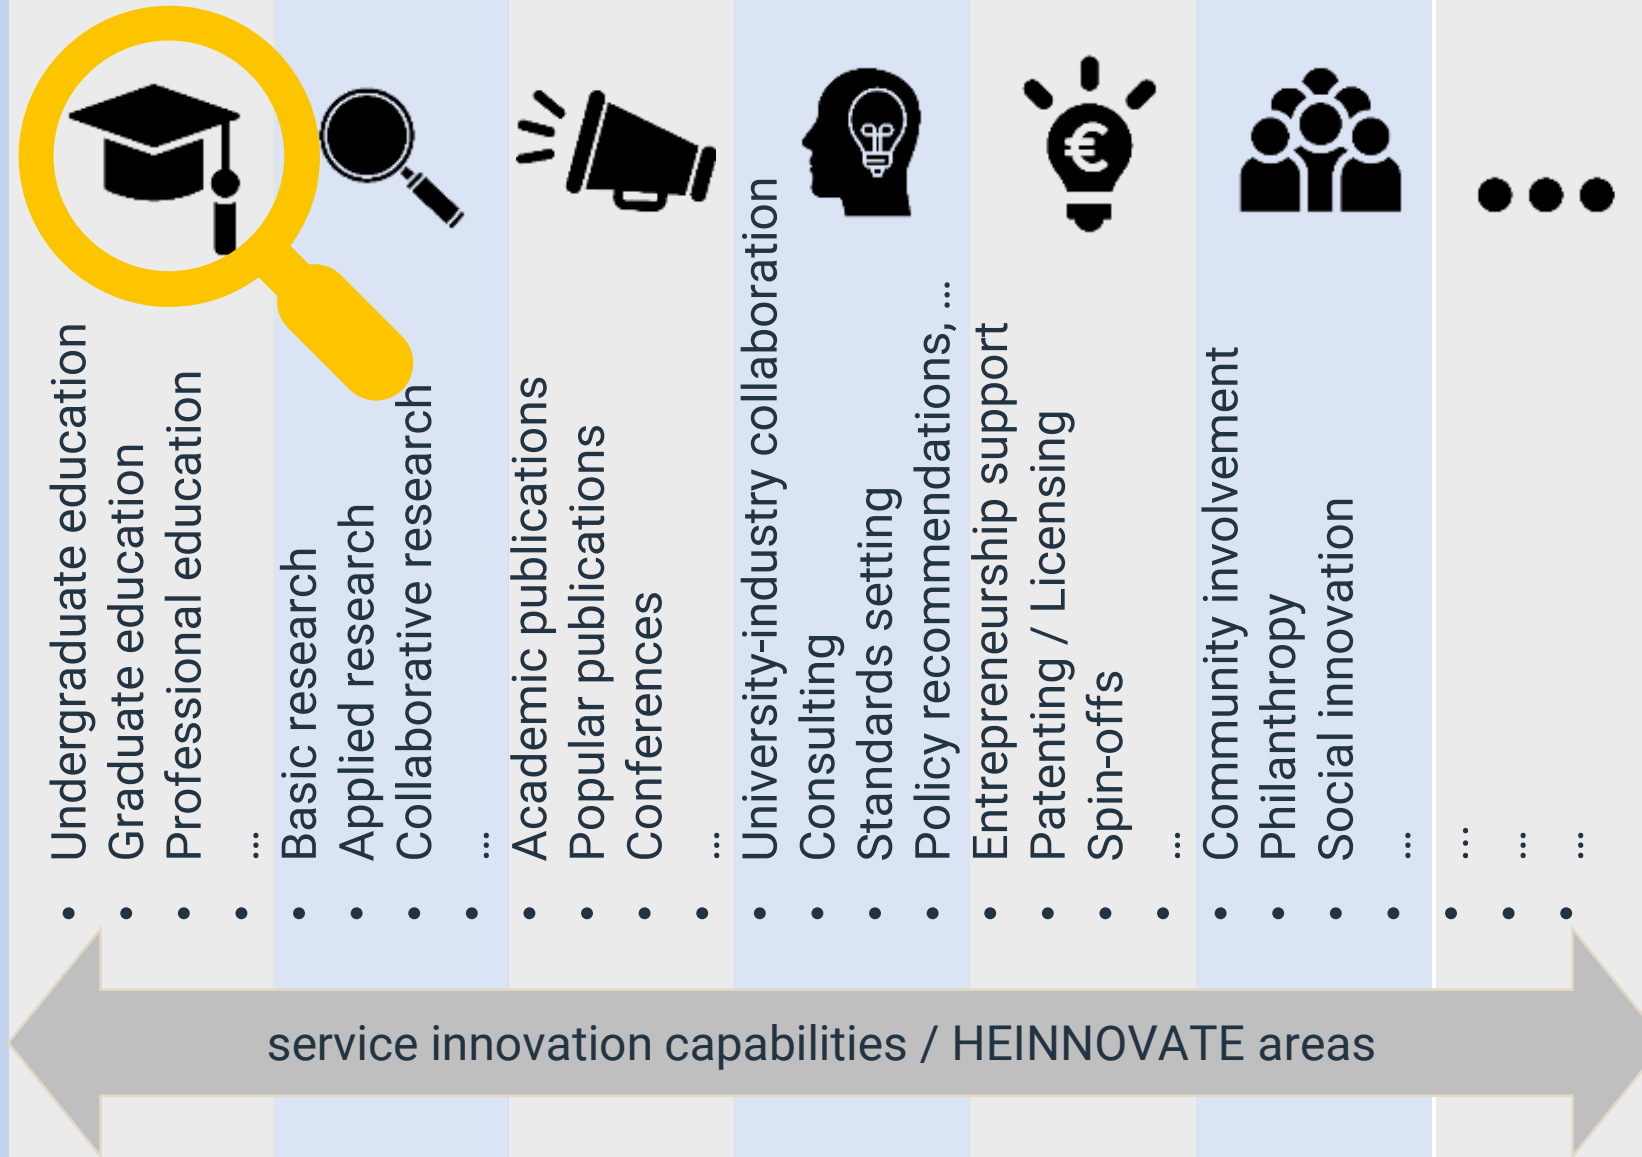 • Undergraduate education
• Graduate education
• Professional education
• ...
• Basic research
• Applied research
• Collaborative research
• ...
• Academic publications
• Popular publications
• Conferences
• ...
• University-industry collaboration
• Consulting
• Standards setting
• Policy recommendations, ...
• Entrepreneurship support
• Patenting / Licensing
• Spin-offs
• ...
• Community involvement
• Philanthropy
• Social innovation
• ...
• ...
• ...
• ...
€
service innovation capabilities / HEINNOVATE areas